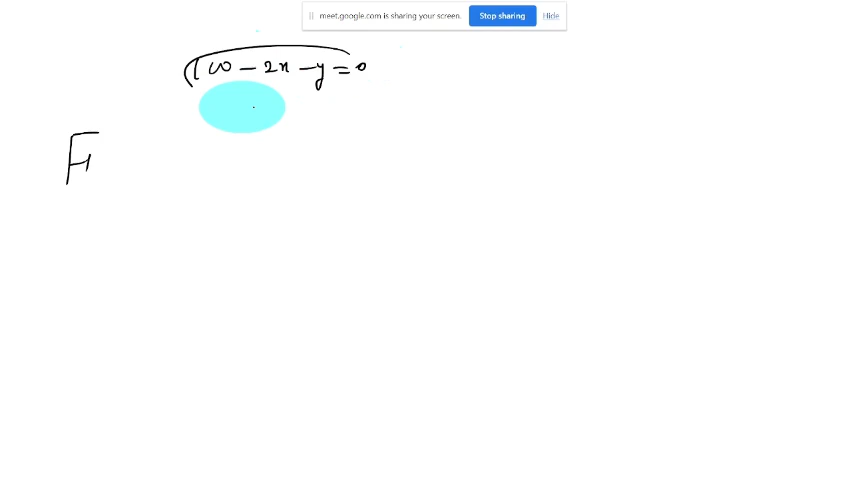 meet.google.com is sharing your screen. Stop sharing Hide
100 - 2x - y = 0
F